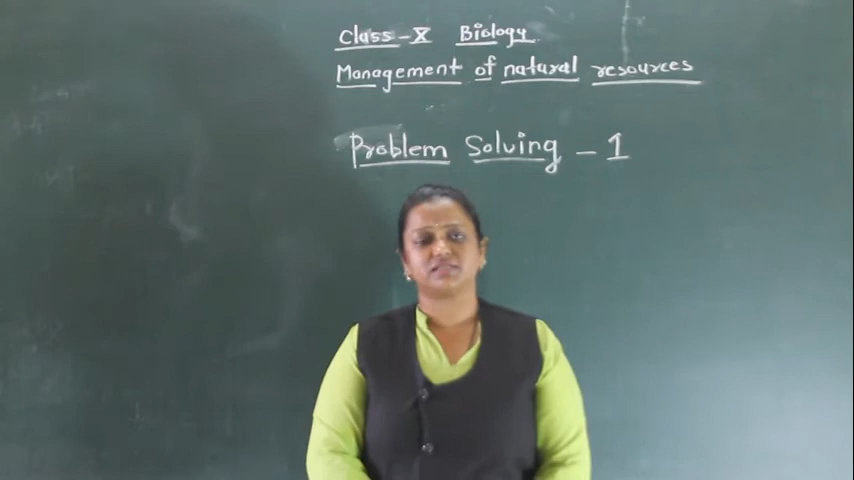 Class - X Biology
Management of natural resources
Problem Solving - 1